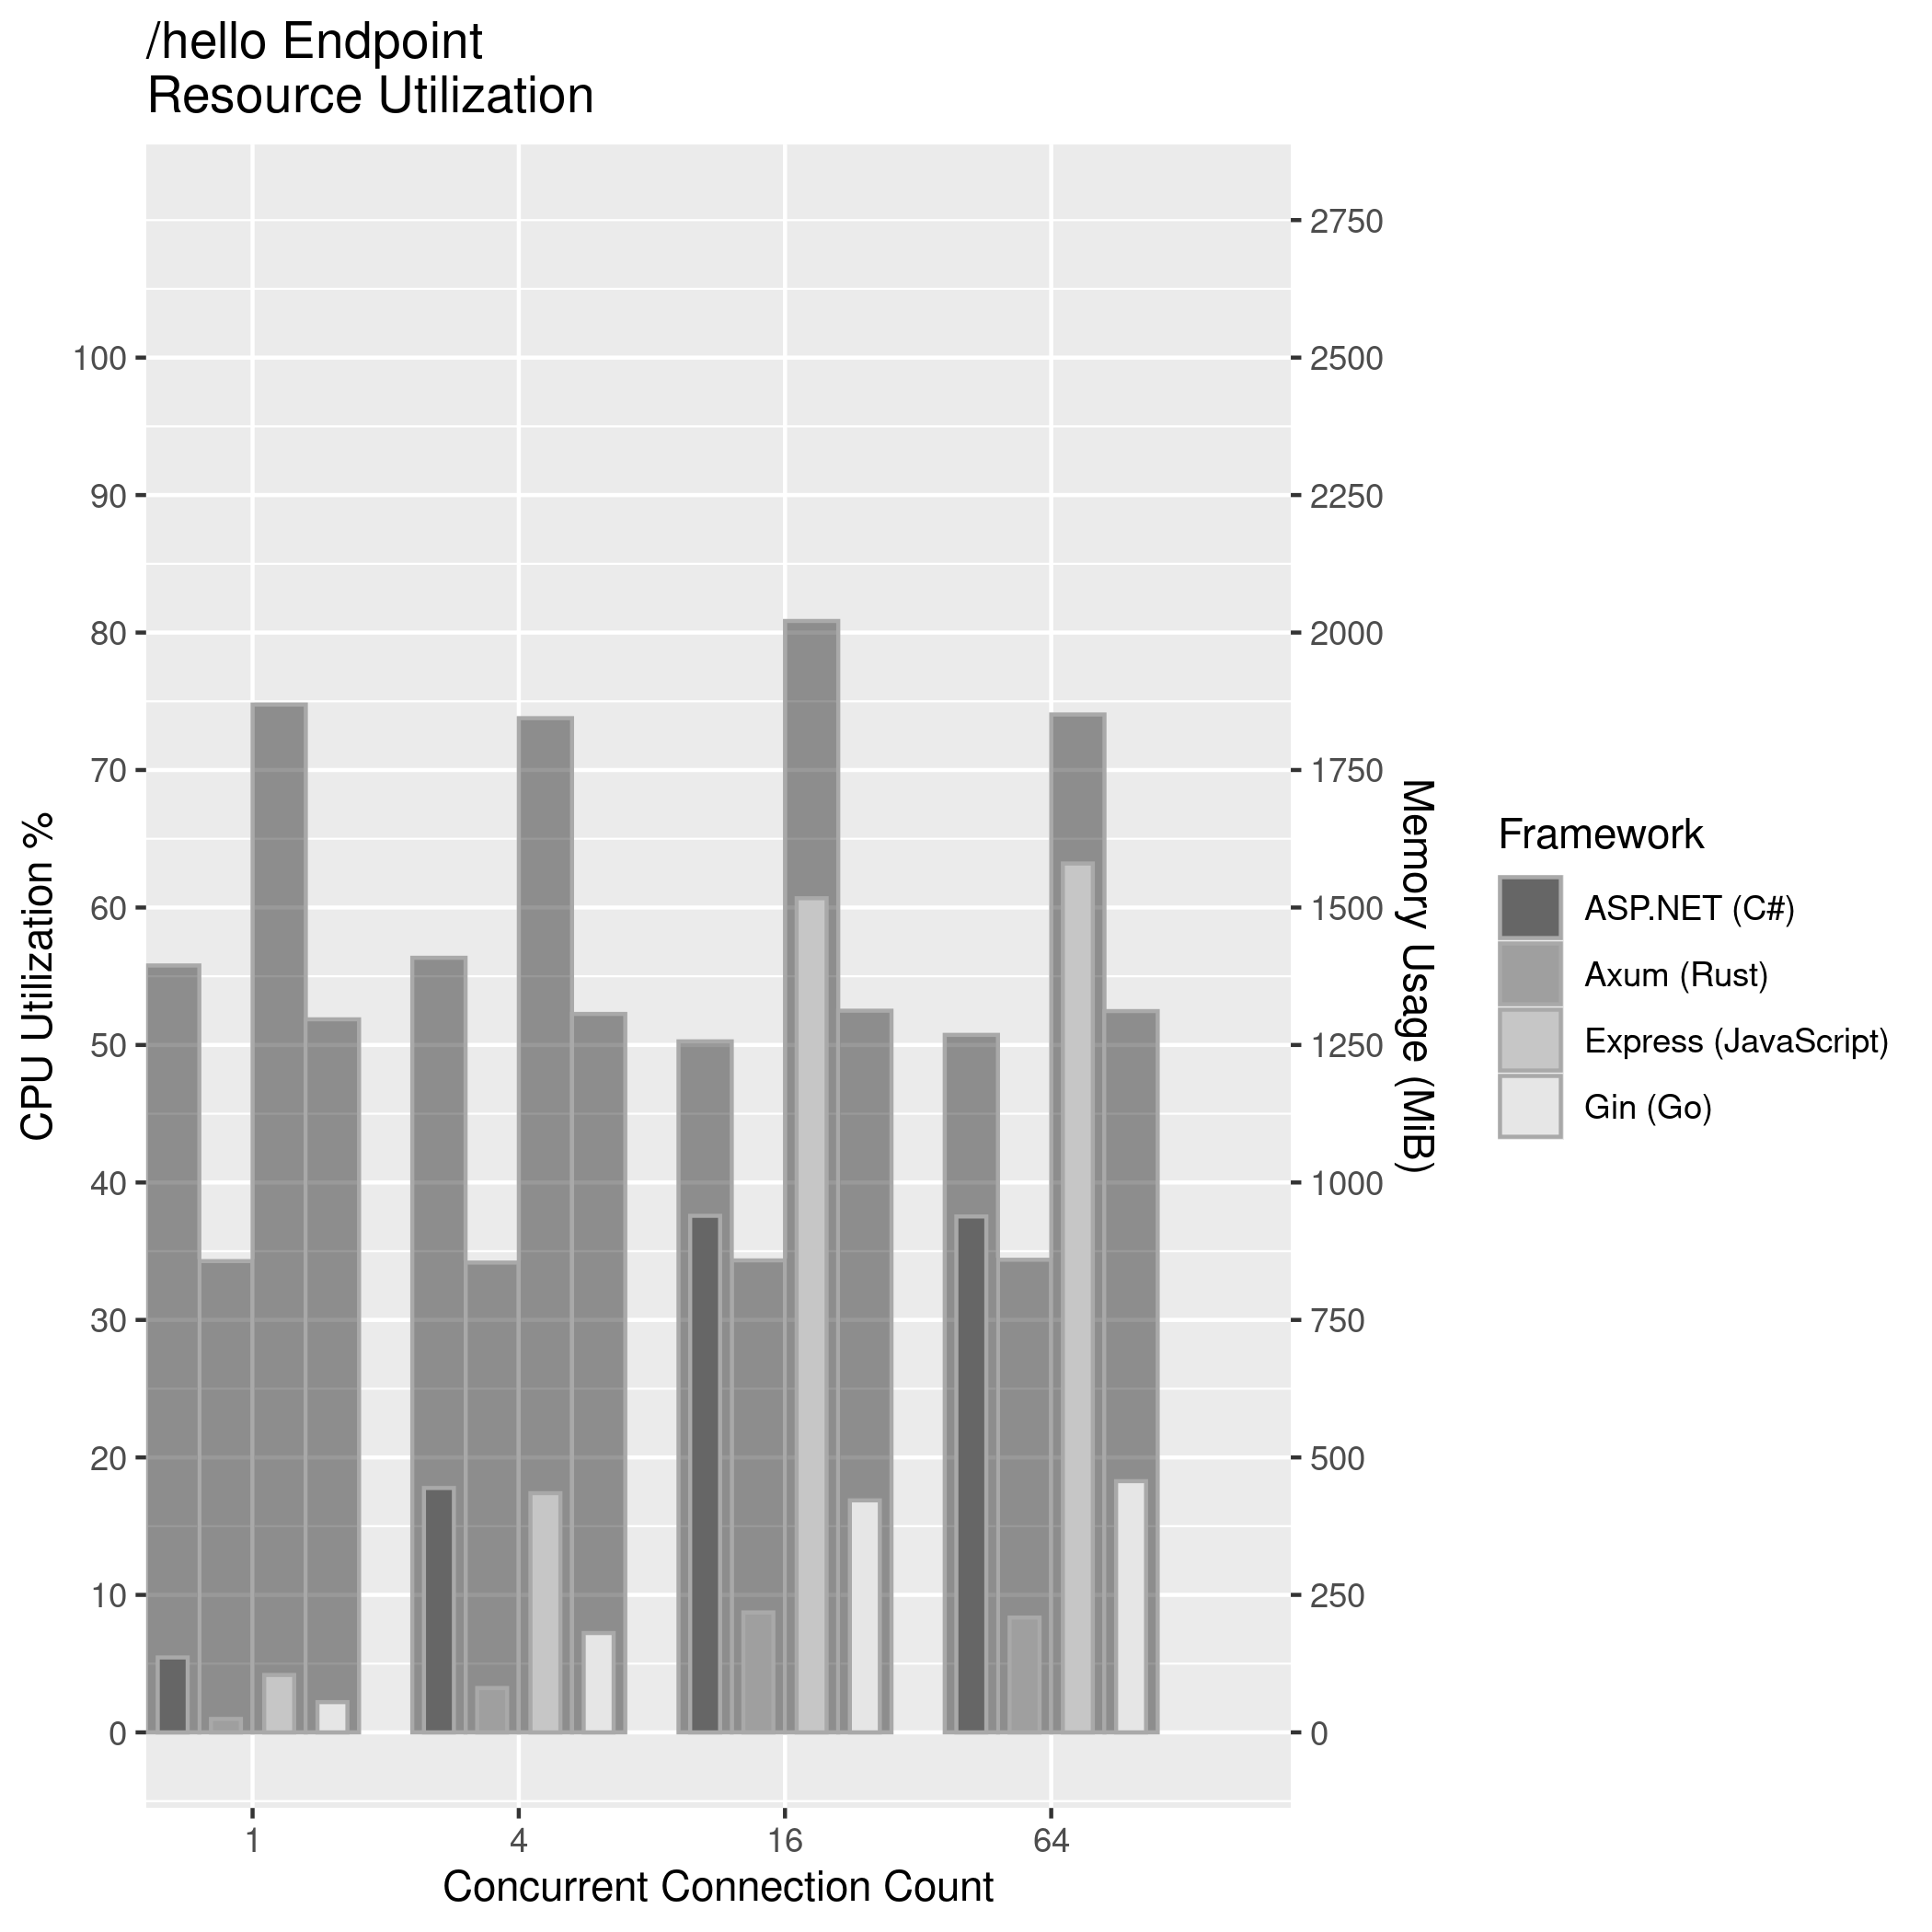 /hello Endpoint
Resource Utilization
CPU Utilization %
100
90
80
70
60
50
40
30
20
10
0
2750
2500
2250
2000
1750
1500
1250
1000
750
500
250
0
Memory Usage (MiB)
1 4 16 64
Concurrent Connection Count
Framework
ASP.NET (C#)
Axum (Rust)
Express (JavaScript)
Gin (Go)